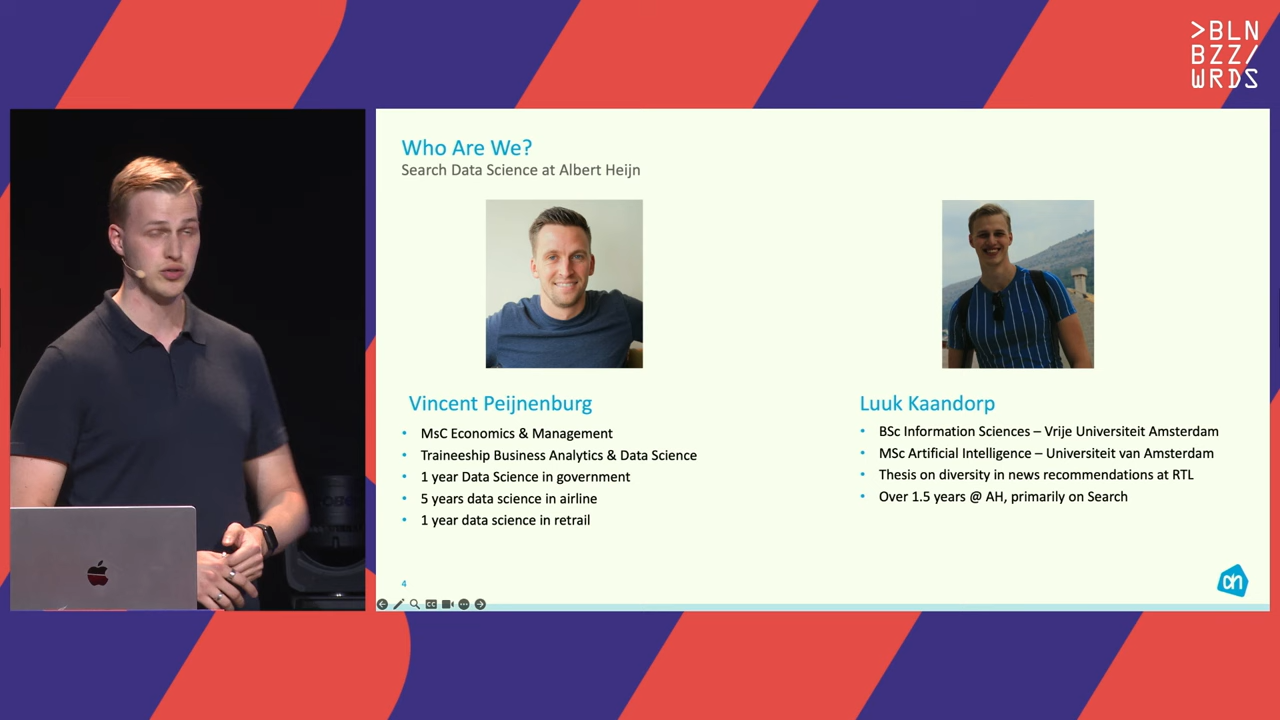 >BLN
BZZ/
WRDS
Who Are We?
Search Data Science at Albert Heijn
Vincent Peijnenburg
• MsC Economics & Management
• Traineeship Business Analytics & Data Science
• 1 year Data Science in government
• 5 years data science in airline
• 1 year data science in retrail
Luuk Kaandorp
• BSc Information Sciences – Vrije Universiteit Amsterdam
• MSc Artificial Intelligence – Universiteit van Amsterdam
• Thesis on diversity in news recommendations at RTL
• Over 1.5 years @ AH, primarily on Search
4
CC
ah